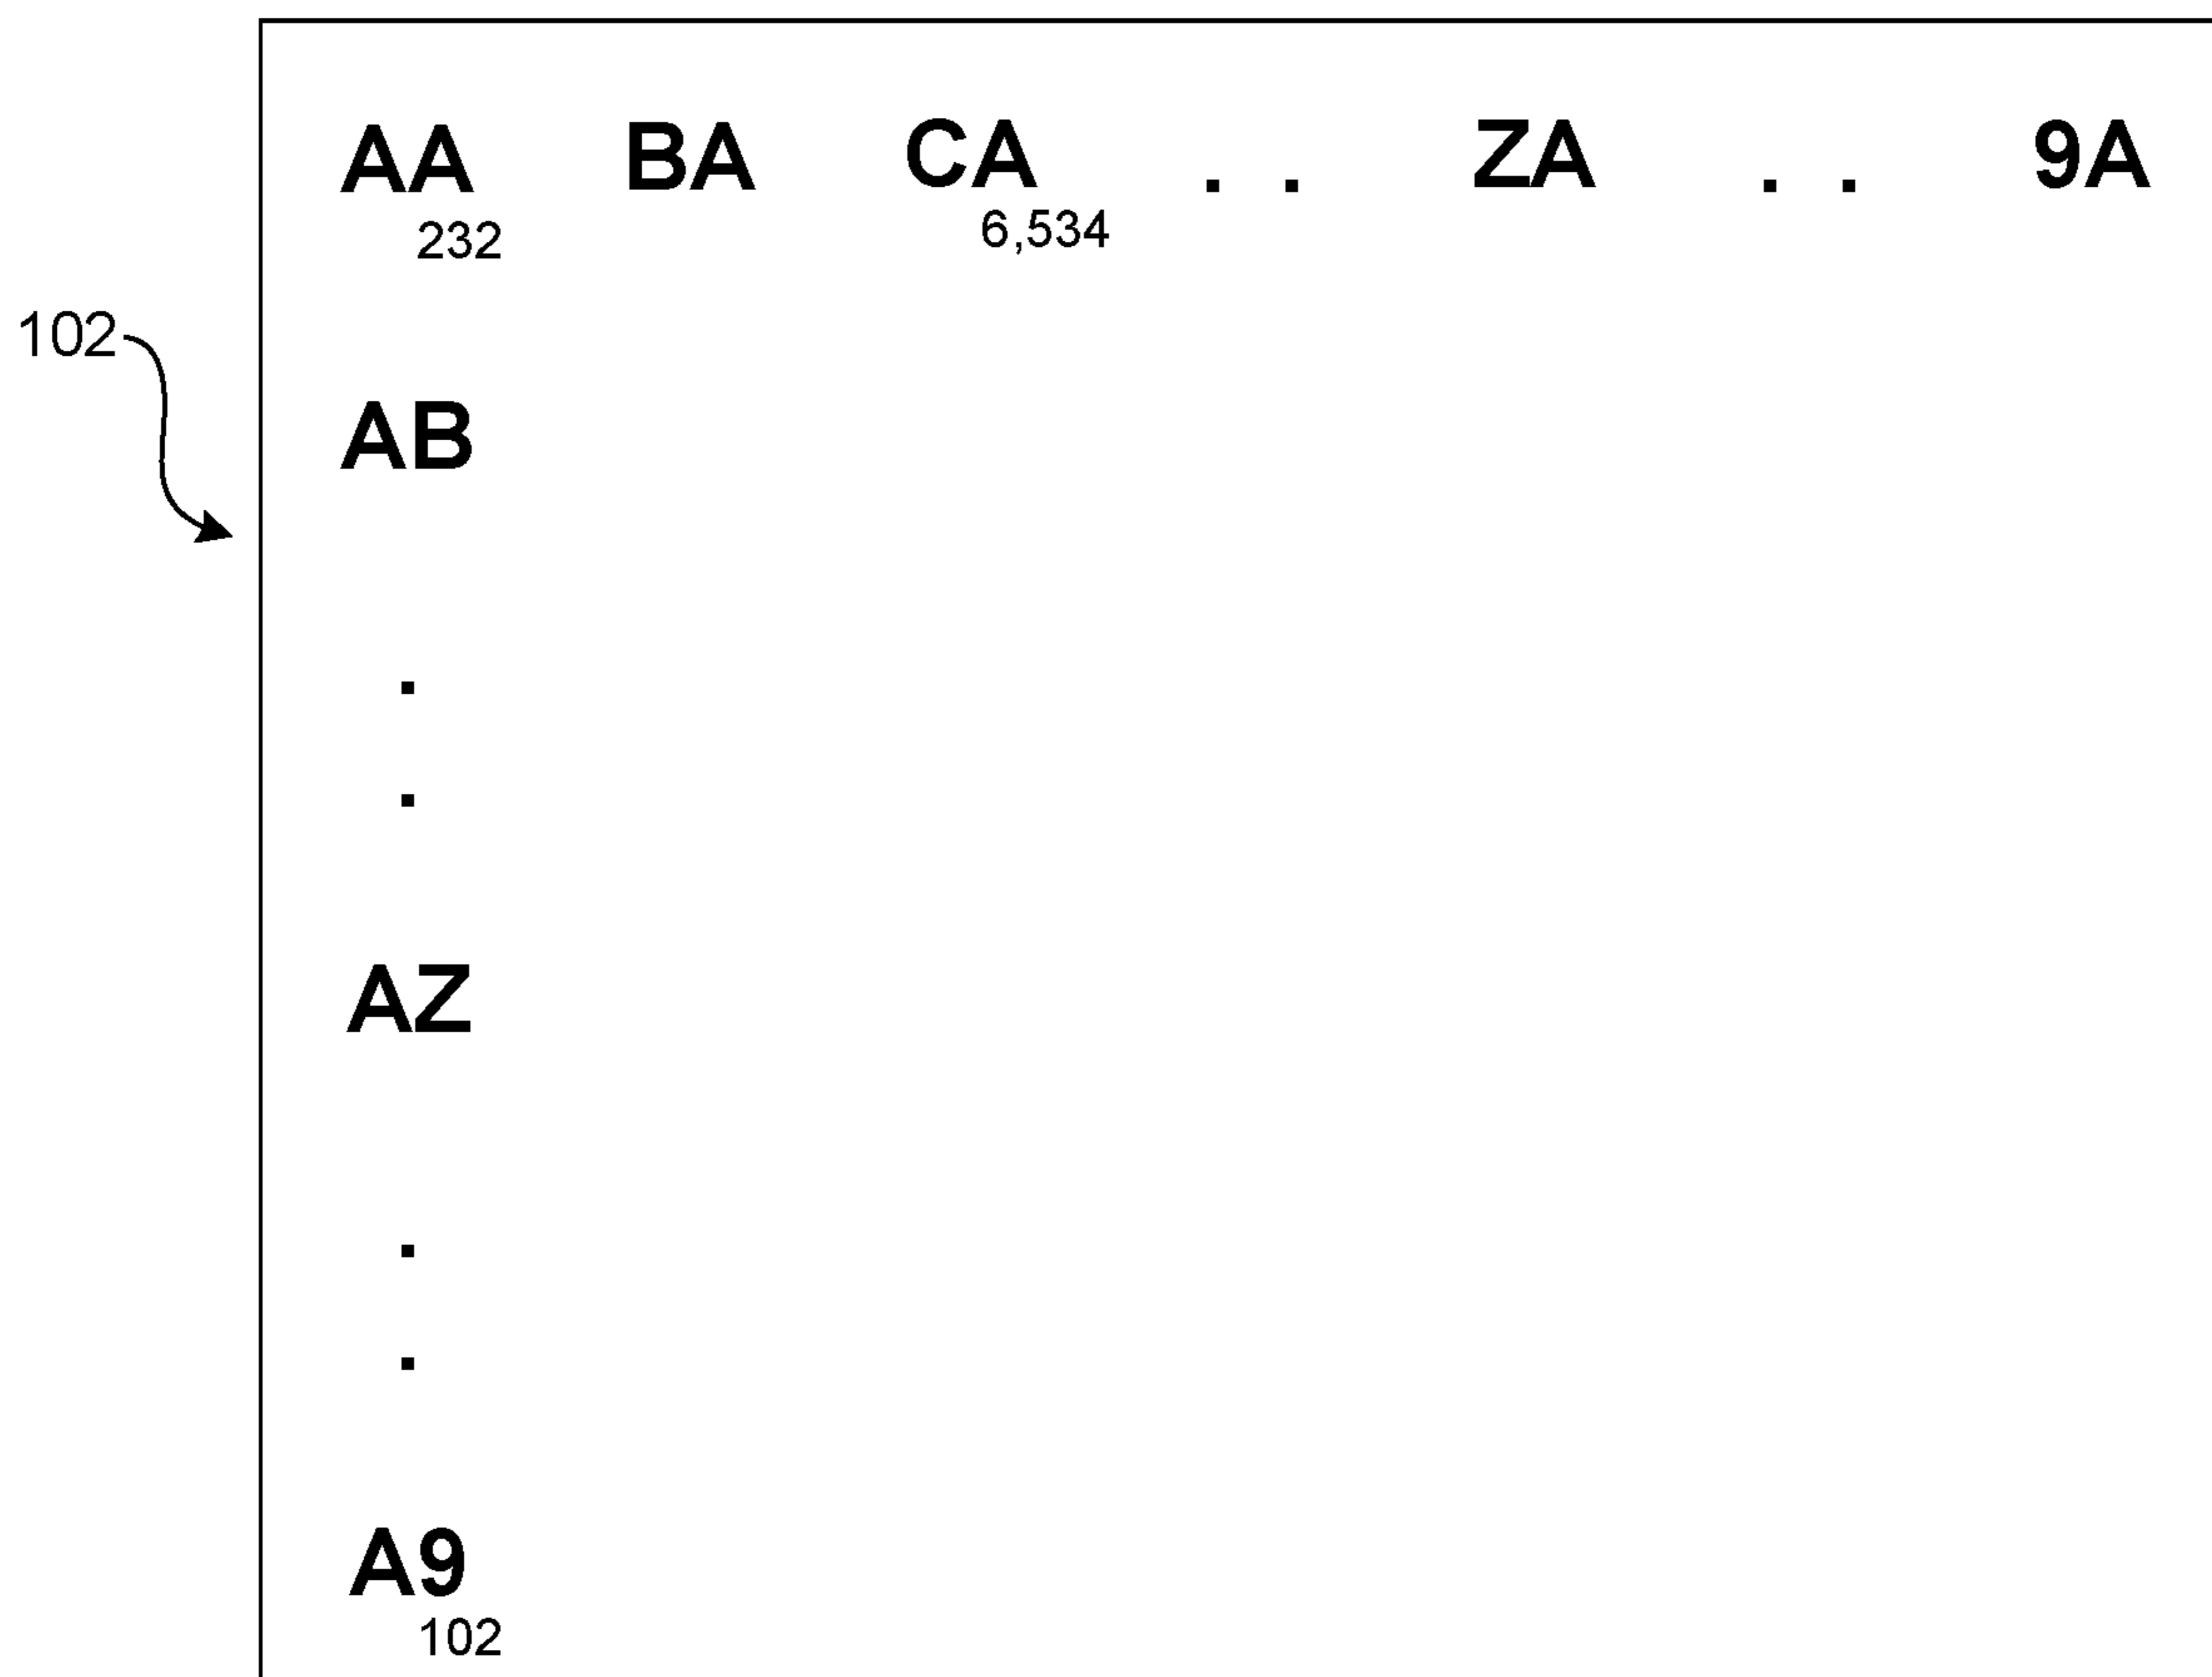 AA BA CA . . ZA . . 9A
232 6,534
102
AB
.
.
AZ
.
.
A9
102